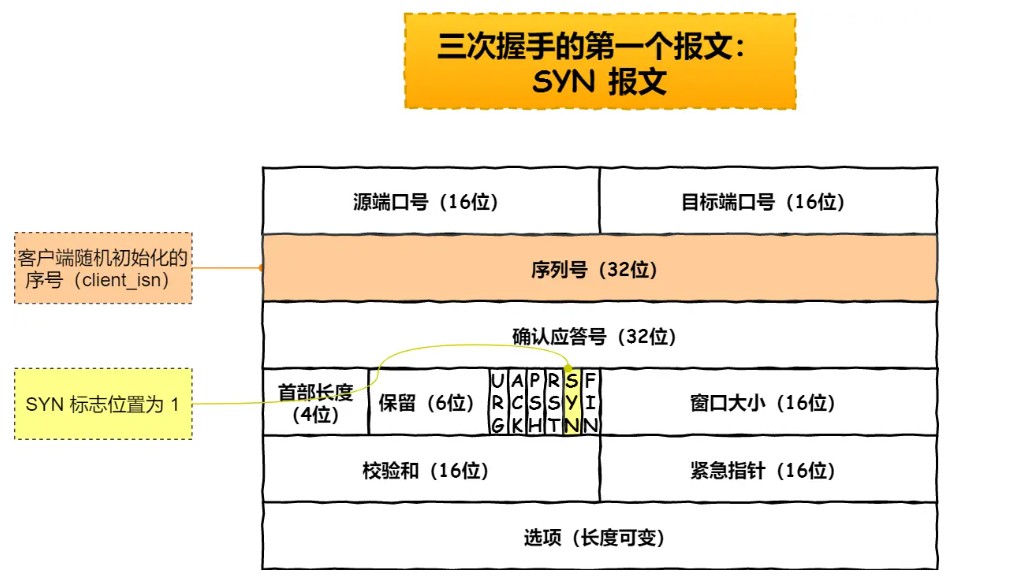 三次握手的第一个报文：
SYN 报文
源端口号（16位）
目标端口号（16位）
客户端随机初始化的
序号（client_isn）
序列号（32位）
确认应答号（32位）
SYN 标志位置为 1
首部长度
（4位）
保留（6位）
URG
ACK
PSH
RST
SYN
FIN
窗口大小（16位）
校验和（16位）
紧急指针（16位）
选项（长度可变）